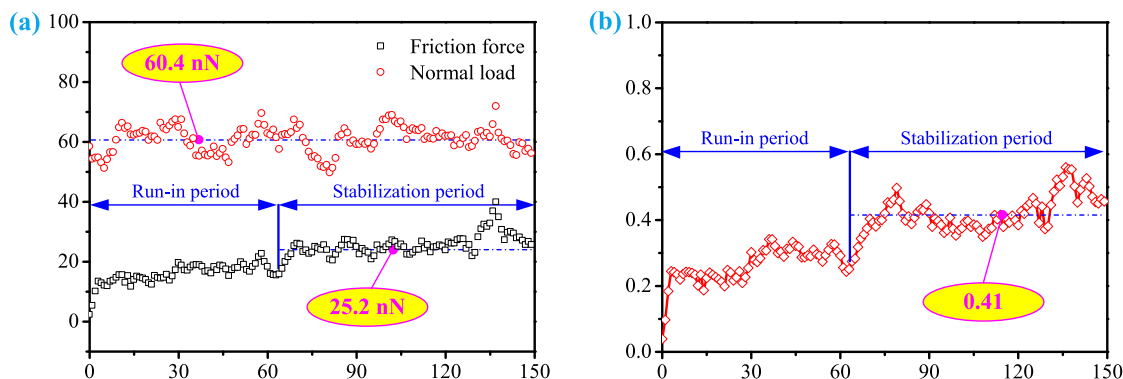 (a)
100
80
60
40
20
0
Friction force
Normal load
60.4 nN
Run-in period
Stabilization period
25.2 nN
0 30 60 90 120 150
(b)
1.0
0.8
0.6
0.4
0.2
0.0
Run-in period
Stabilization period
0.41
0 30 60 90 120 150